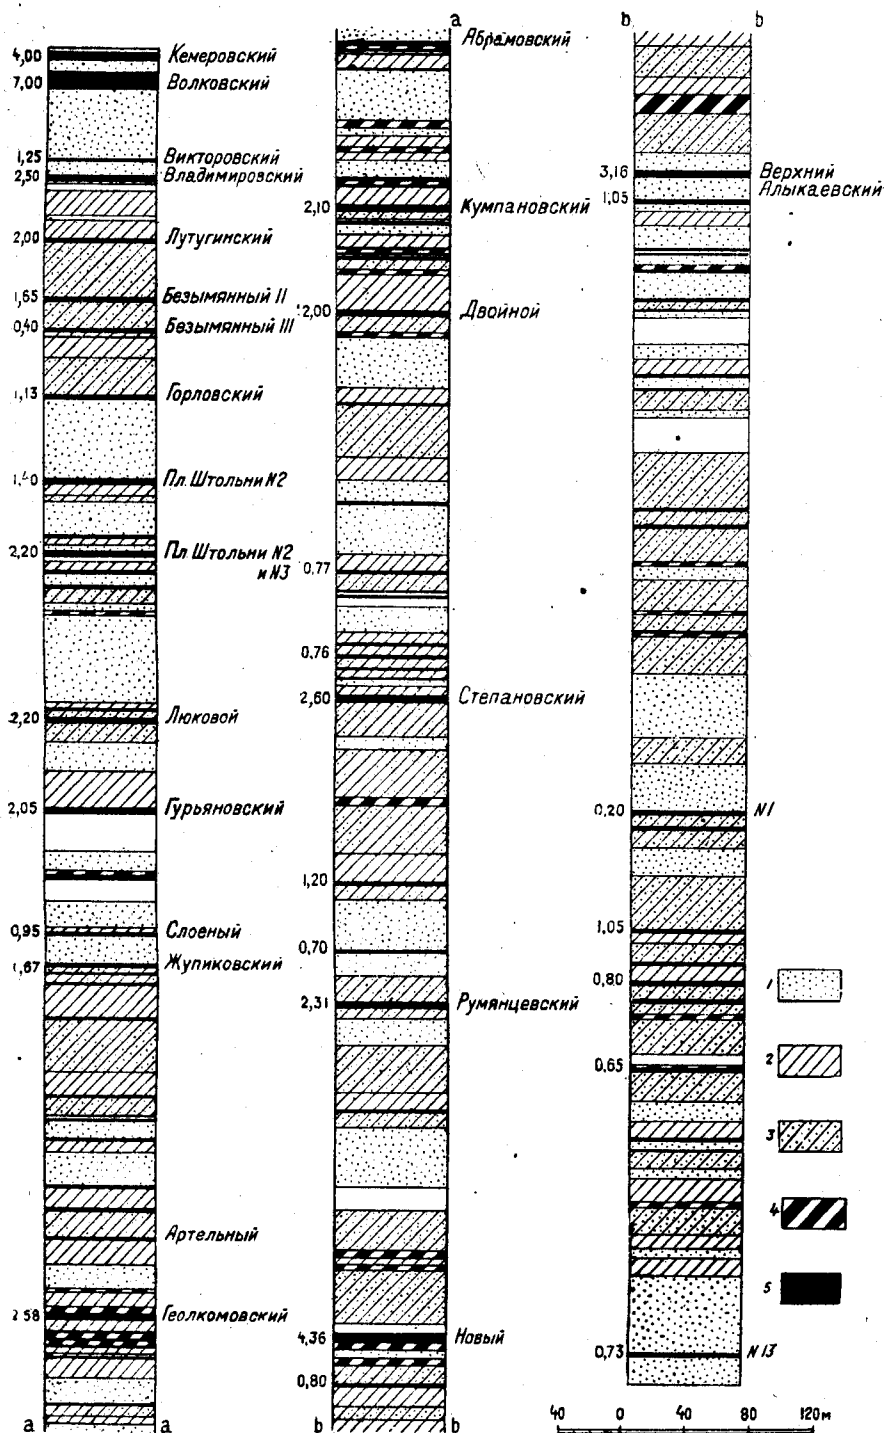 4,00 Кемеровский
7,00 Волковский
1,25 Викторовский
2,50 Владимировский
2,00 Лутугинский
1,65 Безымянный II
0,40 Безымянный III
1,13 Горловский
Пл. Штольни N2
2,20 Пл. Штольни N2
и N3
2,20 Люковой
2,05 Гурьяновский
0,95 Слоеный
1,67 Жупиковский
Артельный
2 58 Геолкомовский
a a
a
Абрамовский
2,10 Кумпановский
2,00 Двойной
0,77
0,76
2,60 Степановский
1,20
0,70
2,31 Румянцевский
4,36 Новый
0,80
b b
b b
3,16 Верхний
1,05 Алыкаевский
0,20 N1
1,05
0,80
0,65
0,73 N13
1
2
3
4
5
40 0 40 80 120 м